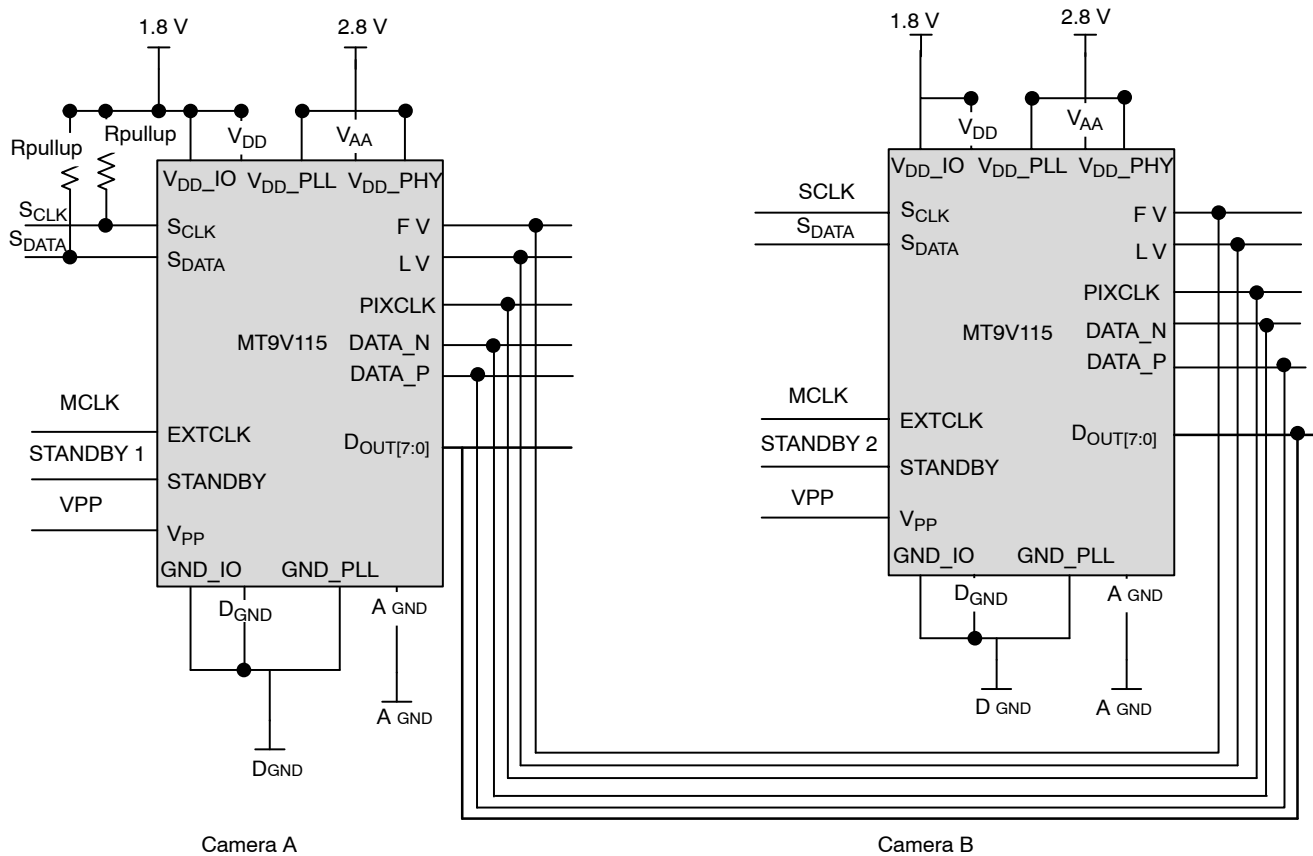 1.8 V
2.8 V
Rpullup
Rpullup
VDD
VAA
VDD_IO
VDD_PLL
VDD_PHY
SCLK
SDATA
SCLK
SDATA
F V
L V
PIXCLK
MT9V115
DATA_N
DATA_P
MCLK
EXTCLK
DOUT[7:0]
STANDBY 1
STANDBY
VPP
VPP
GND_IO
GND_PLL
DGND
A GND
A GND
DGND
Camera A
1.8 V
2.8 V
VDD
VAA
VDD_IO
VDD_PLL
VDD_PHY
SCLK
SDATA
SCLK
SDATA
F V
L V
PIXCLK
MT9V115
DATA_N
DATA_P
MCLK
EXTCLK
DOUT[7:0]
STANDBY 2
STANDBY
VPP
VPP
GND_IO
GND_PLL
DGND
A GND
D GND
A GND
Camera B